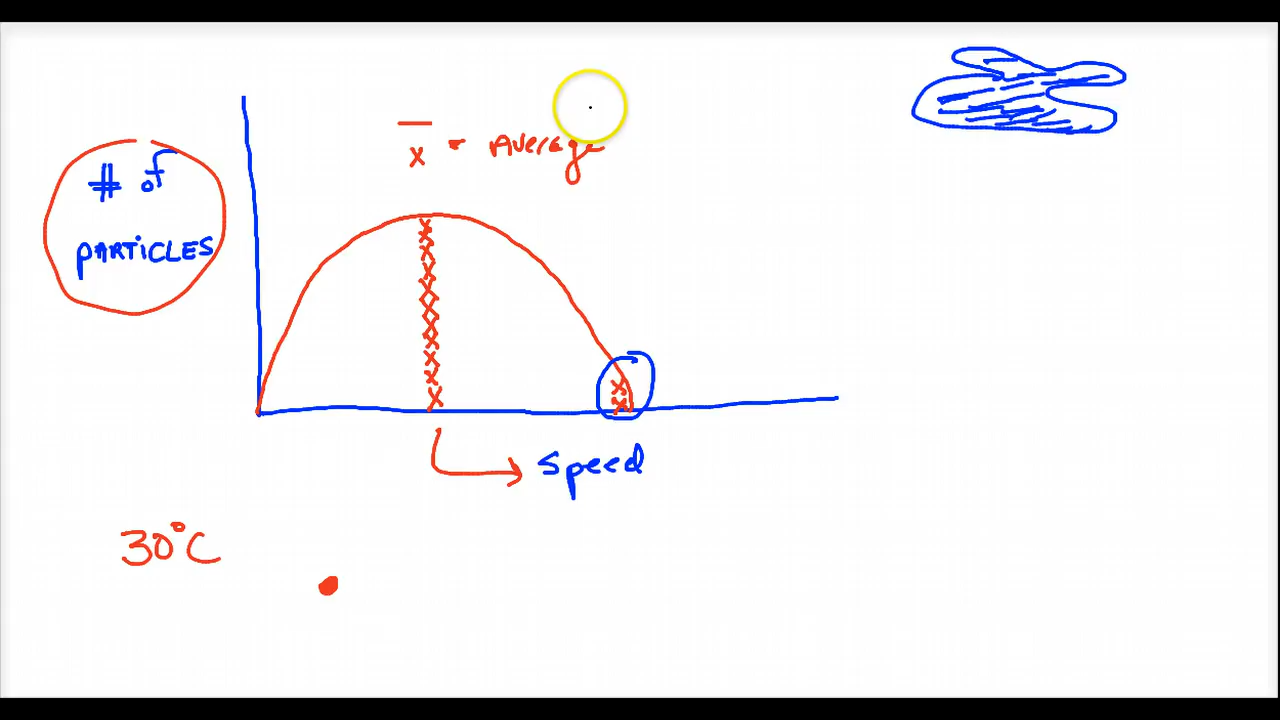 # of
PARTICLES
x̄ = Average
x
x
x
x
x
x
x
x
x
x
x
x
Speed
30°C